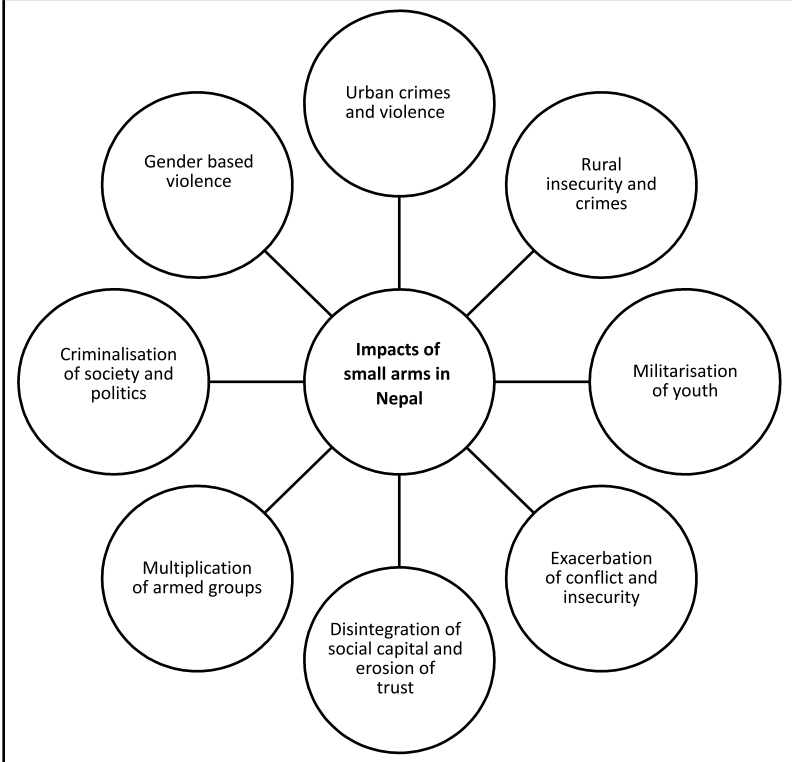 Urban crimes
and violence
Gender based
violence
Rural
insecurity and
crimes
Criminalisation
of society and
politics
Impacts of
small arms in
Nepal
Militarisation
of youth
Multiplication
of armed groups
Exacerbation
of conflict and
insecurity
Disintegration of
social capital and
erosion of
trust